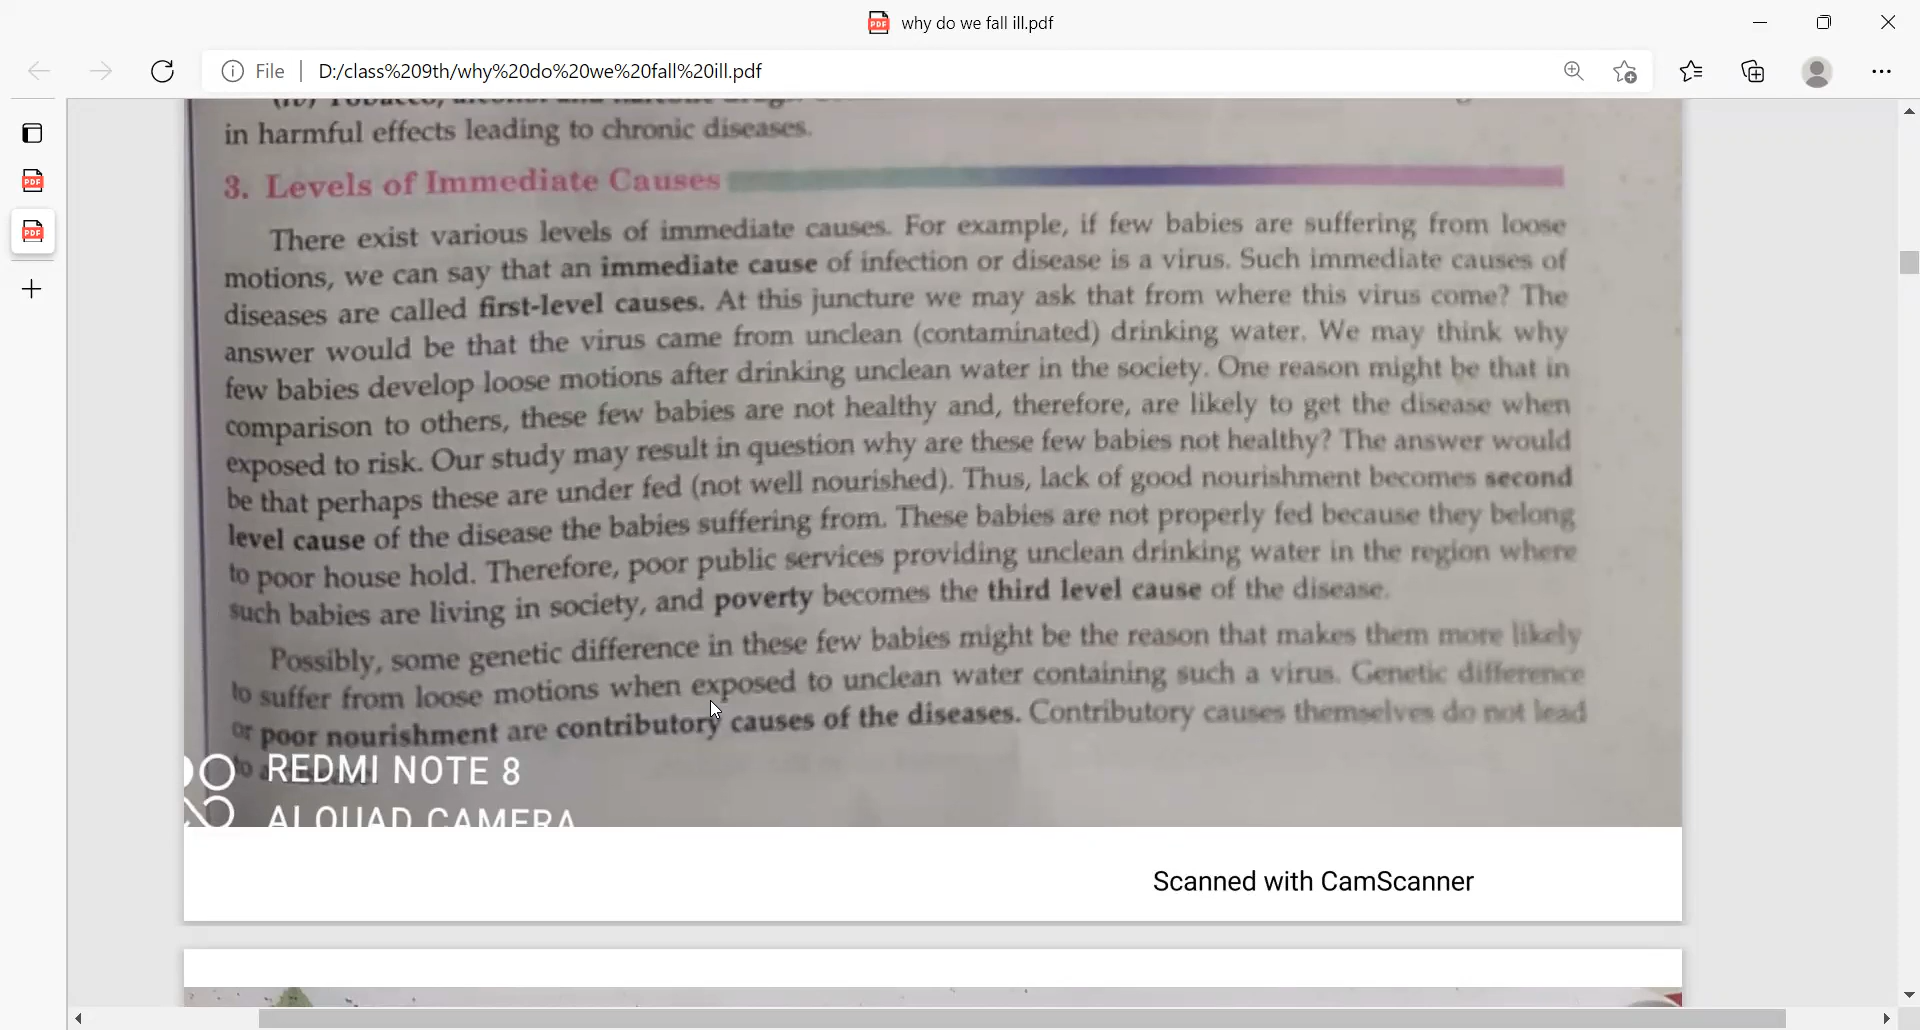 why do we fall ill.pdf
File
D:/class%209th/why%20do%20we%20fall%20ill.pdf
in harmful effects leading to chronic diseases.
3. Levels of Immediate Causes
There exist various levels of immediate causes. For example, if few babies are suffering from loose
motions, we can say that an immediate cause of infection or disease is a virus. Such immediate causes of
diseases are called first-level causes. At this juncture we may ask that from where this virus come? The
answer would be that the virus came from unclean (contaminated) drinking water. We may think why
few babies develop loose motions after drinking unclean water in the society. One reason might be that in
comparison to others, these few babies are not healthy and, therefore, are likely to get the disease when
exposed to risk. Our study may result in question why are these few babies not healthy? The answer would
be that perhaps these are under fed (not well nourished). Thus, lack of good nourishment becomes second
level cause of the disease the babies suffering from. These babies are not properly fed because they belong
to poor house hold. Therefore, poor public services providing unclean drinking water in the region where
such babies are living in society, and poverty becomes the third level cause of the disease.
Possibly, some genetic difference in these few babies might be the reason that makes them more likely
to suffer from loose motions when exposed to unclean water containing such a virus. Genetic difference
or poor nourishment are contributory causes of the diseases. Contributory causes themselves do not lead
to
REDMI NOTE 8
AI QUAD CAMERA
Scanned with CamScanner